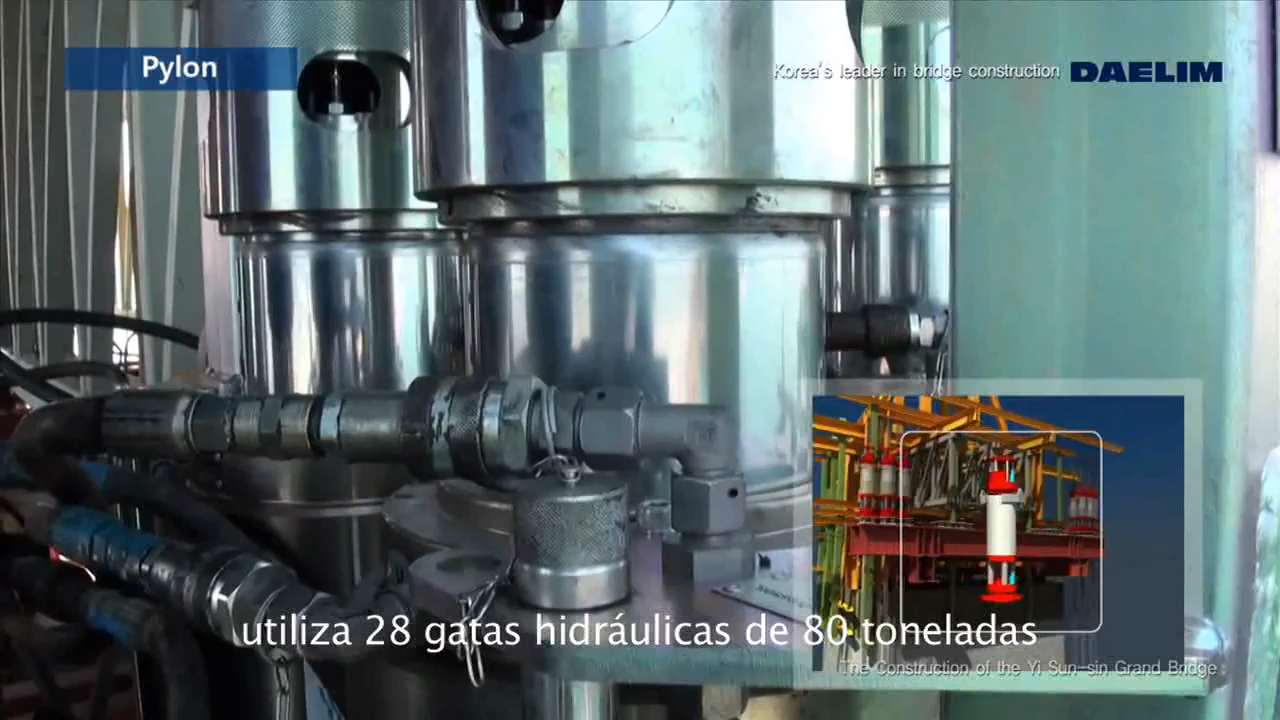 Pylon
Korea's leader in bridge construction DAELIM
utiliza 28 gatas hidráulicas de 80 toneladas
The Construction of the Yi Sun-sin Grand Bridge